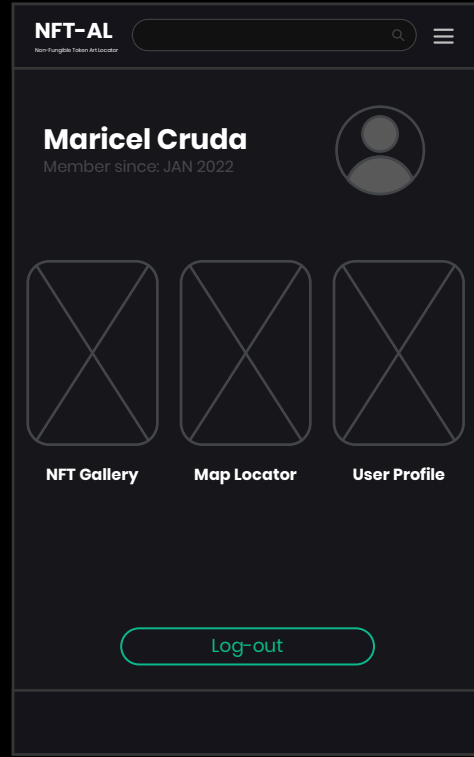 NFT-AL
Non-Fungible Token Art Locator
Maricel Cruda
Member since: JAN 2022
NFT Gallery
Map Locator
User Profile
Log-out